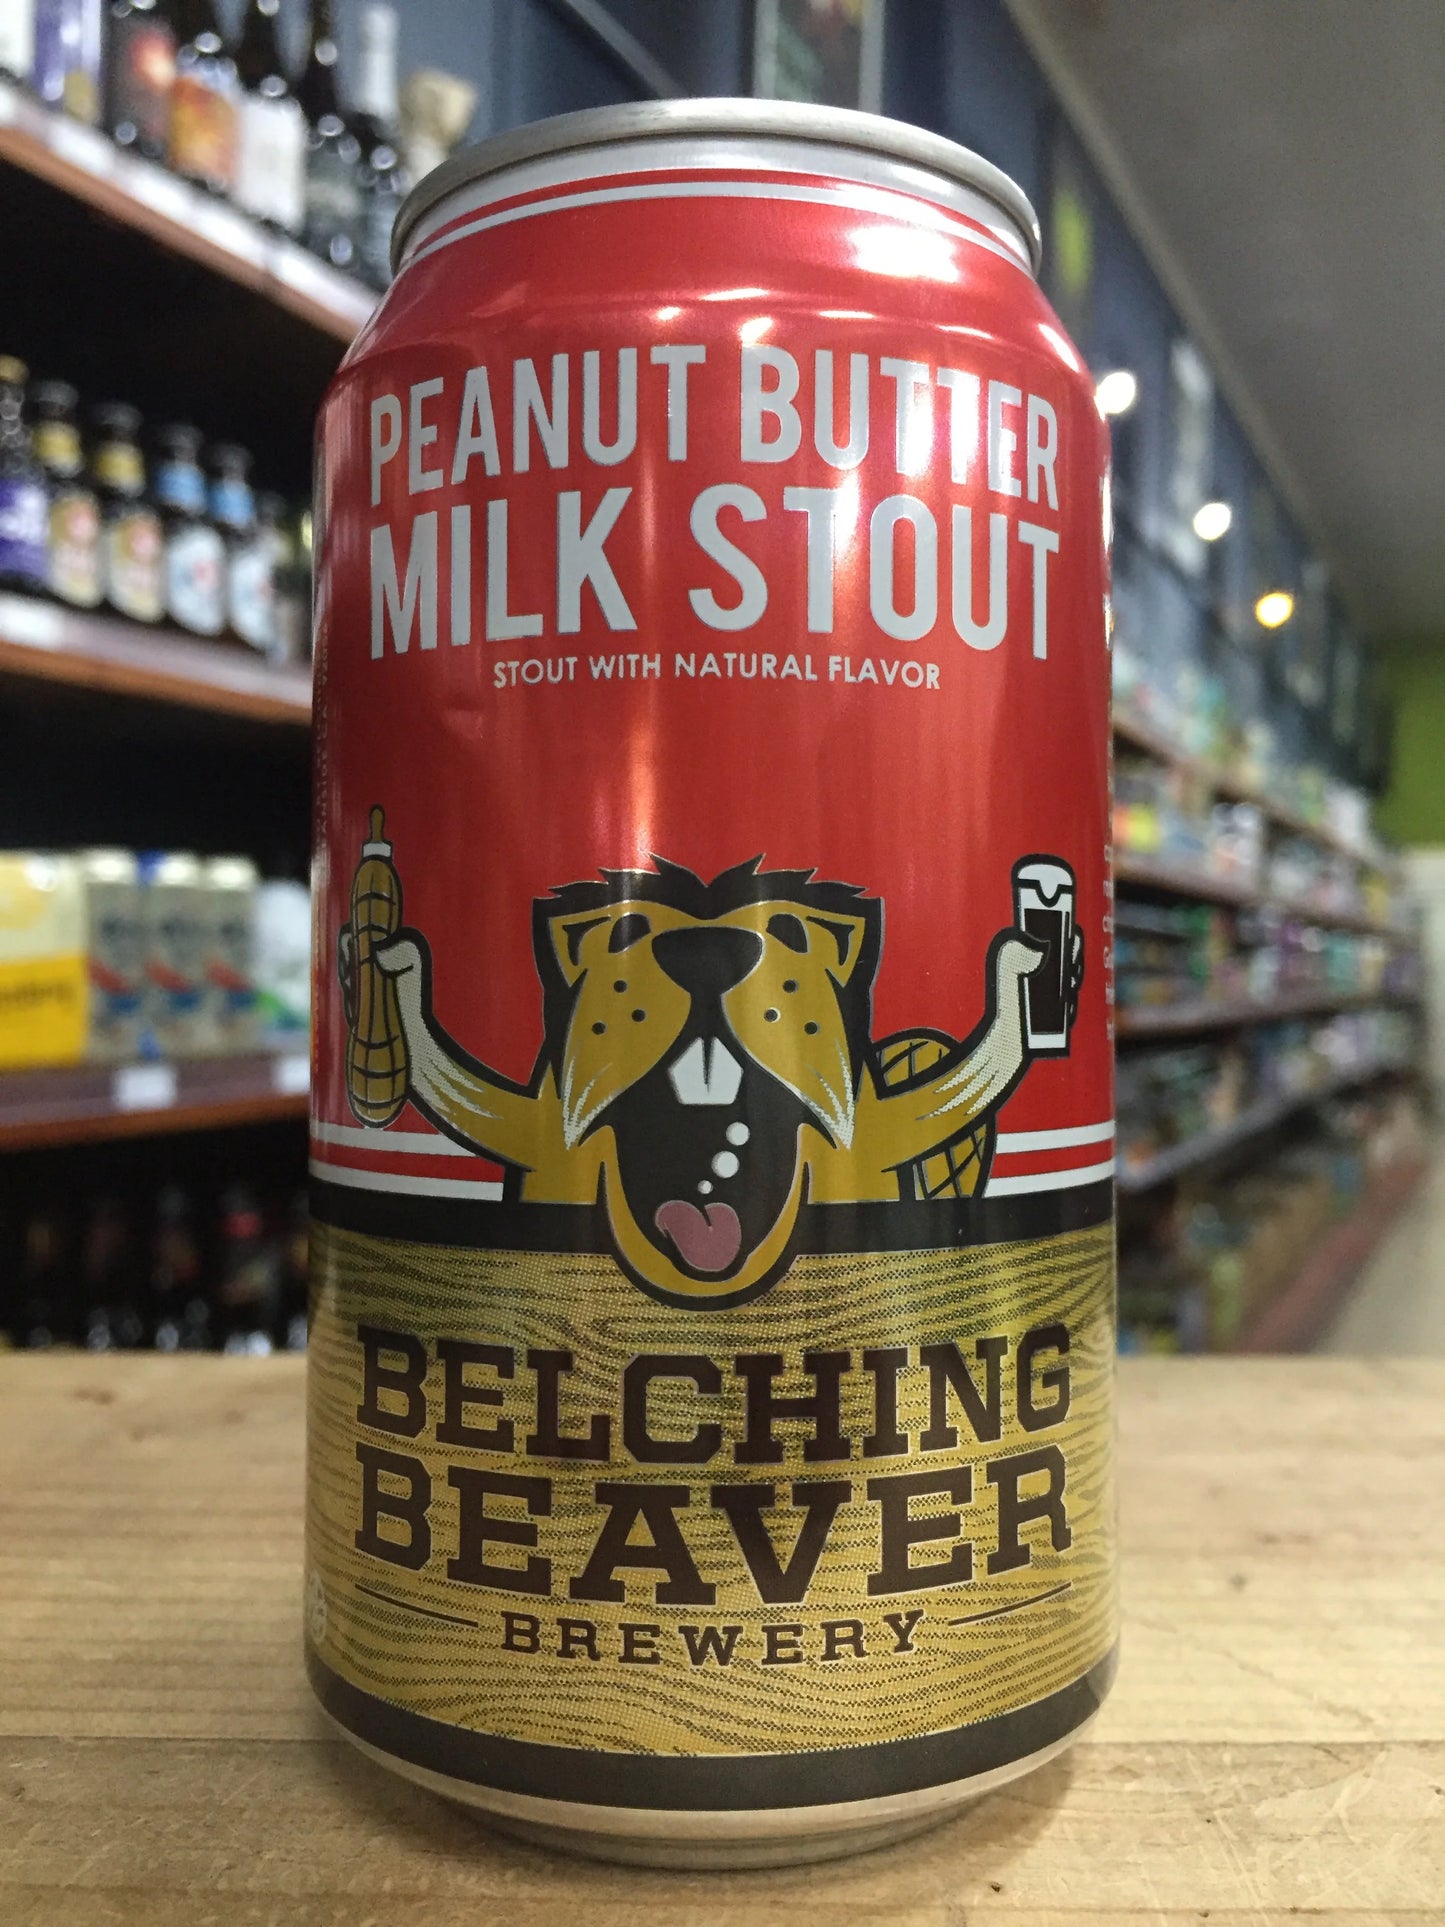 PEANUT BUTTER
MILK STOUT
STOUT WITH NATURAL FLAVOR
BELCHING
BEAVER
BREWERY